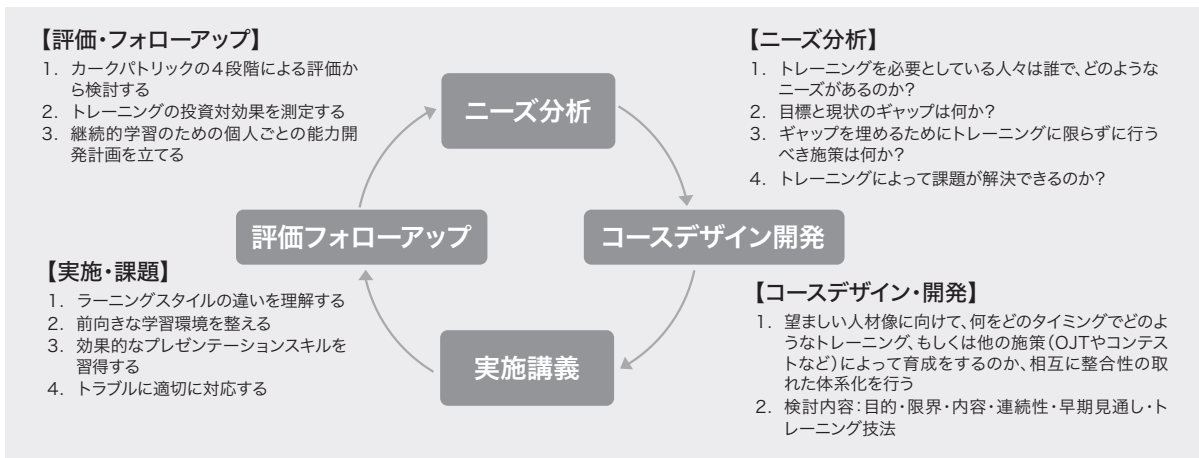 【評価・フォローアップ】
1. カークパトリックの4段階による評価か
ら検討する
2. トレーニングの投資対効果を測定する
3. 継続的学習のための個人ごとの能力開
発計画を立てる
【ニーズ分析】
1. トレーニングを必要としている人々は誰で、どのような
ニーズがあるのか?
2. 目標と現状のギャップは何か?
3. ギャップを埋めるためにトレーニングに限らずに行う
べき施策は何か?
4. トレーニングによって課題が解決できるのか?
ニーズ分析
評価フォローアップ
コースデザイン開発
実施講義
【実施・課題】
1. ラーニングスタイルの違いを理解する
2. 前向きな学習環境を整える
3. 効果的なプレゼンテーションスキルを
習得する
4. トラブルに適切に対応する
【コースデザイン・開発】
1. 望ましい人材像に向けて、何をどのタイミングでどのよ
うなトレーニング、もしくは他の施策(OJTやコンテス
トなど)によって育成をするのか、相互に整合性の取
れた体系化を行う
2. 検討内容:目的・限界・内容・連続性・早期見通し・ト
レーニング技法